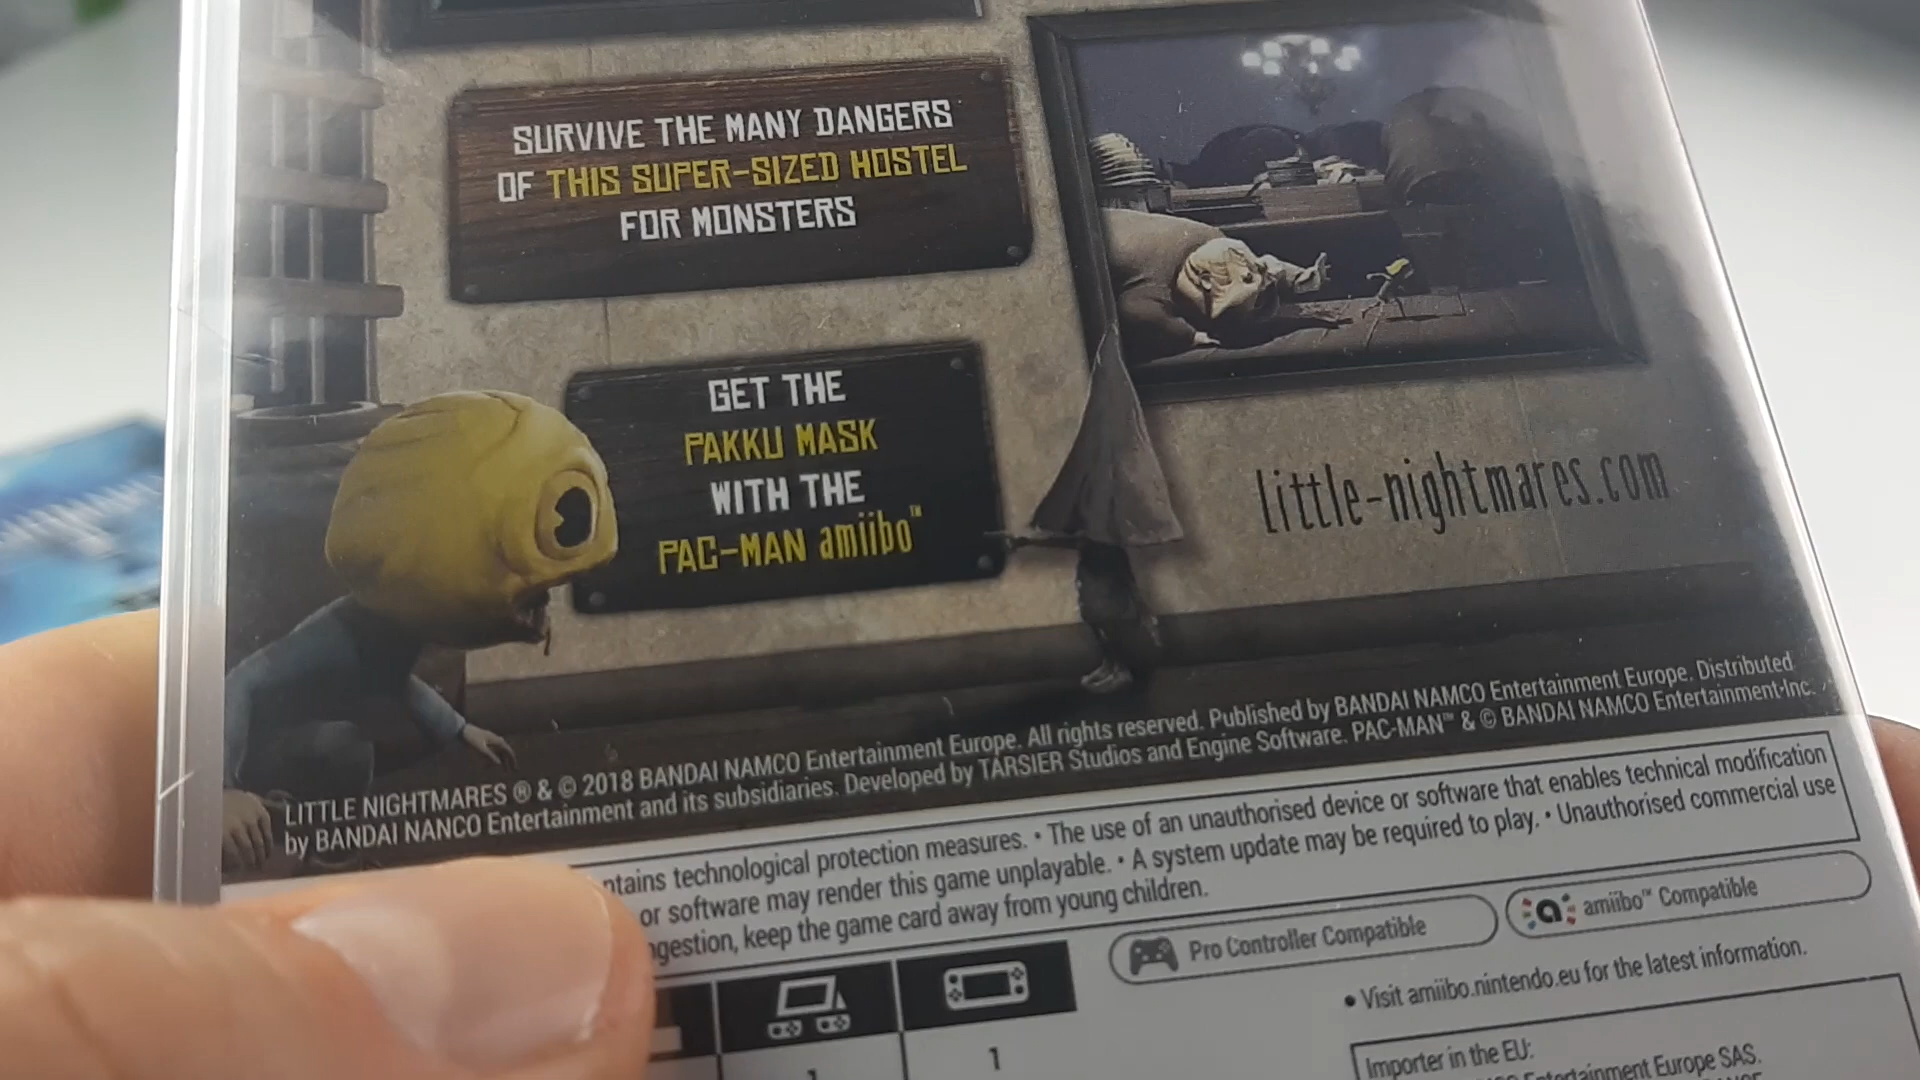 SURVIVE THE MANY DANGERS
OF THIS SUPER-SIZED HOSTEL
FOR MONSTERS
GET THE
PAKKU MASK
WITH THE
PAC-MAN amiibo™
little-nightmares.com
LITTLE NIGHTMARES ® & © 2018 BANDAI NAMCO Entertainment Europe. All rights reserved. Published by BANDAI NAMCO Entertainment Europe. Distributed
by BANDAI NANCO Entertainment and its subsidiaries. Developed by TARSIER Studios and Engine Software. PAC-MAN™ & © BANDAI NAMCO Entertainment Inc.
technological protection measures. • The use of an unauthorised device or software that enables technical modification
or software may render this game unplayable. • A system update may be required to play. • Unauthorised commercial use
keep the game card away from young children.
Pro Controller Compatible
amiibo™ Compatible
• Visit amiibo.nintendo.eu for the latest information.
1
1
Importer in the EU:
Entertainment Europe SAS.